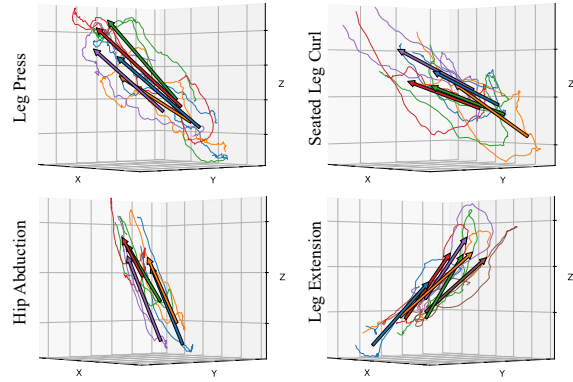 Leg Press
X
Y
Z
Seated Leg Curl
X
Y
Z
Hip Abduction
X
Y
Z
Leg Extension
X
Y
Z